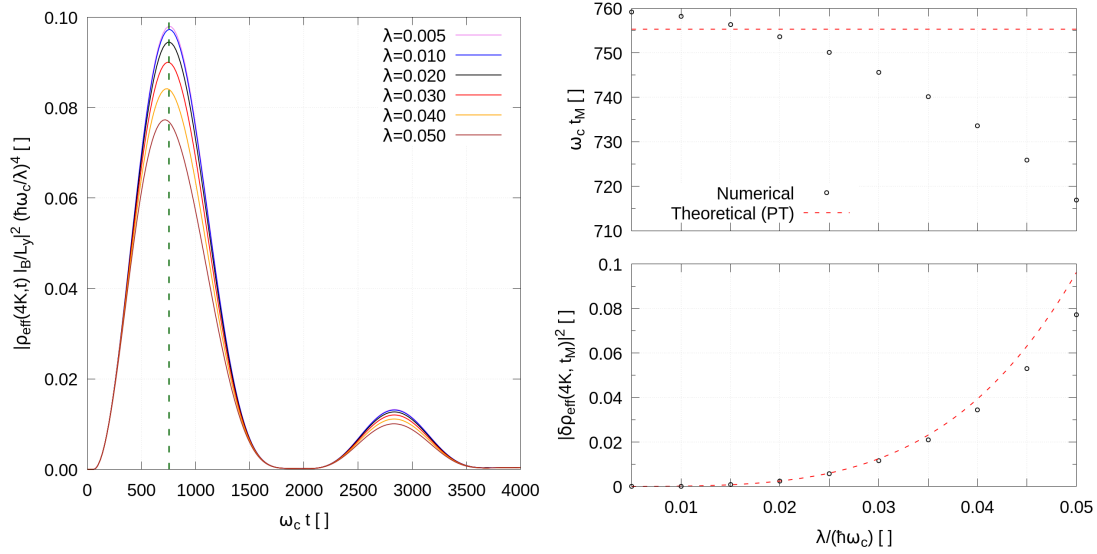 |ρeff(4K,t) lB/Ly|2 (ħωc/λ)4 [ ]
0.10
0.08
0.06
0.04
0.02
0.00
λ=0.005
λ=0.010
λ=0.020
λ=0.030
λ=0.040
λ=0.050
0 500 1000 1500 2000 2500 3000 3500 4000
ωc t [ ]
ωc tM [ ]
760
750
740
730
720
710
Numerical
Theoretical (PT)
|δρeff(4K, tM)|2 [ ]
0.1
0.08
0.06
0.04
0.02
0
0.01 0.02 0.03 0.04 0.05
λ/(ħωc) [ ]